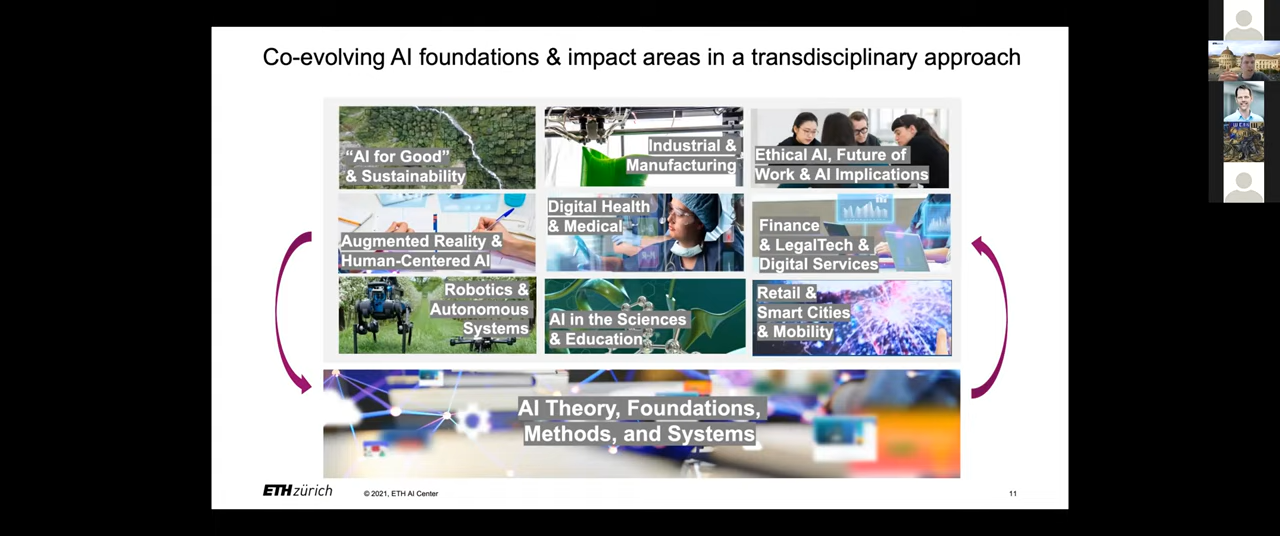 Co-evolving AI foundations & impact areas in a transdisciplinary approach
“AI for Good”
& Sustainability
Industrial &
Manufacturing
Ethical AI, Future of
Work & AI Implications
Augmented Reality &
Human-Centered AI
Digital Health
& Medical
Finance
& LegalTech &
Digital Services
Robotics &
Autonomous
Systems
AI in the Sciences
& Education
Retail &
Smart Cities
& Mobility
AI Theory, Foundations,
Methods, and Systems
ETH zürich
© 2021, ETH AI Center
11